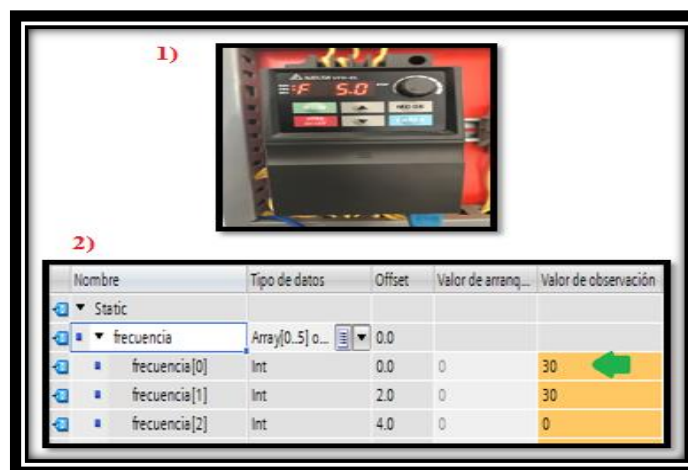 1)
F 5.0
2)
Nombre Tipo de datos Offset Valor de arranq... Valor de observación
Static
frecuencia Array[0..5] o... 0.0
frecuencia[0] Int 0.0 0 30
frecuencia[1] Int 2.0 0 30
frecuencia[2] Int 4.0 0 0